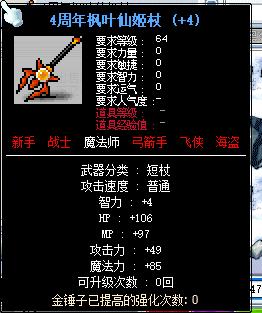 4周年枫叶仙姬杖 (+4)
要求等级 : 64
要求力量 : 0
要求敏捷 : 0
要求智力 : 0
要求运气 : 0
要求人气度 : -
道具等级 : -
道具经验值 : -
新手 战士 魔法师 弓箭手 飞侠 海盗
武器分类 : 短杖
攻击速度 : 普通
智力 : +4
HP : +106
MP : +97
攻击力 : +49
魔法力 : +85
可升级次数 : 0回
金锤子已提高的强化次数: 0
47